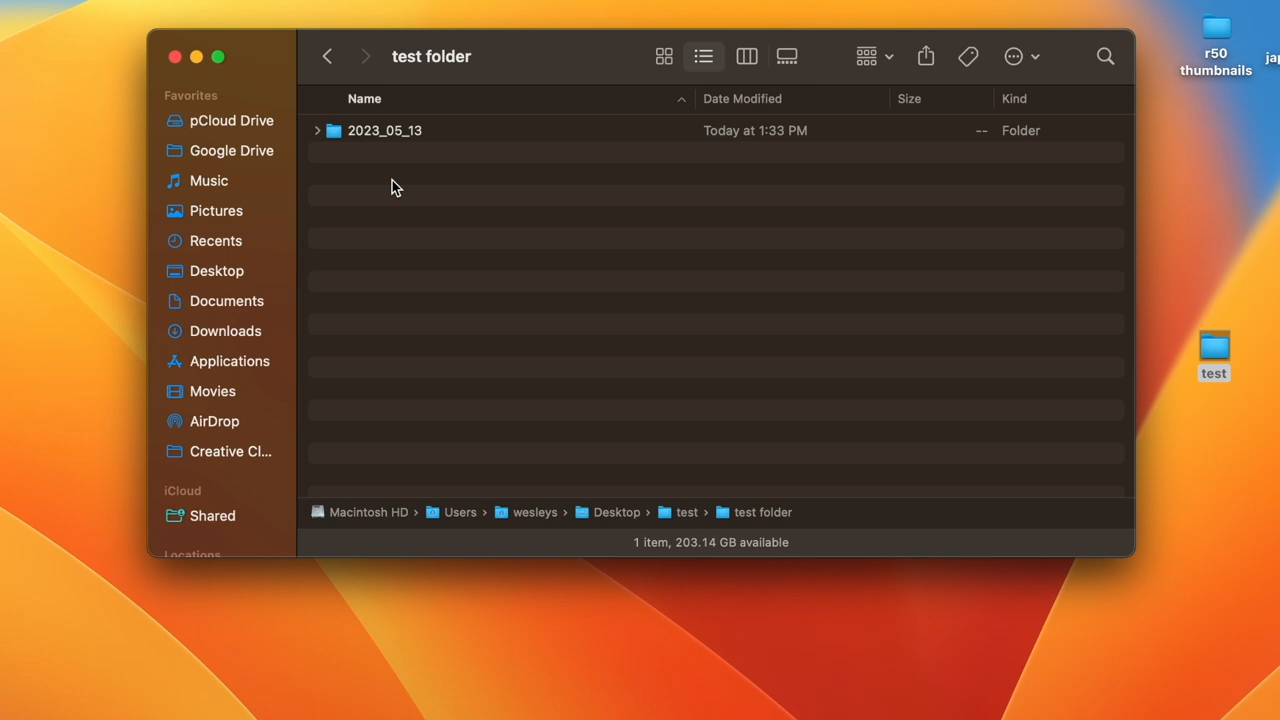 test folder
r50
thumbnails
Favorites
pCloud Drive
Google Drive
Music
Pictures
Recents
Desktop
Documents
Downloads
Applications
Movies
AirDrop
Creative Cl...
iCloud
Shared
Locations
Name
Date Modified
Size
Kind
2023_05_13
Today at 1:33 PM
--
Folder
test
Macintosh HD › Users › wesleys › Desktop › test › test folder
1 item, 203.14 GB available